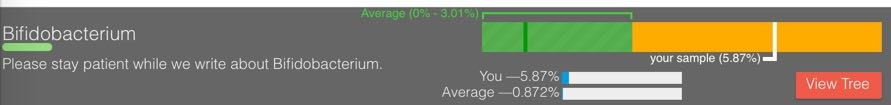 Average (0% - 3.01%)
Bifidobacterium
your sample (5.87%)
Please stay patient while we write about Bifidobacterium.
You —5.87%
Average —0.872%
View Tree